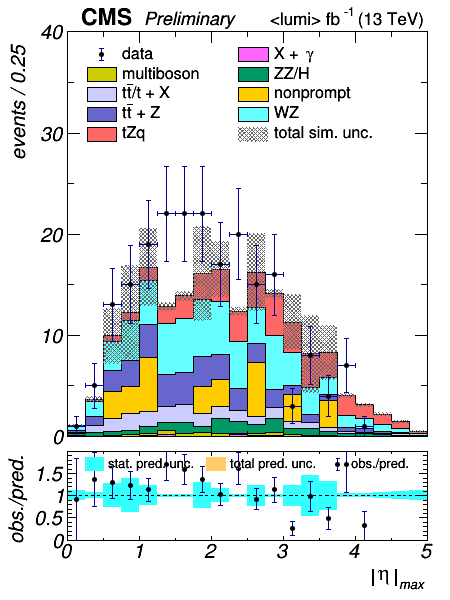 CMS Preliminary <lumi> fb⁻¹ (13 TeV)
events / 0.25
40
30
20
10
0
data
multiboson
tt̄/t + X
tt̄ + Z
tZq
X + γ
ZZ/H
nonprompt
WZ
total sim. unc.
obs./pred.
1.5
1
0.5
0
stat. pred. unc.
total pred. unc.
obs./pred.
0 1 2 3 4 5
|η|max